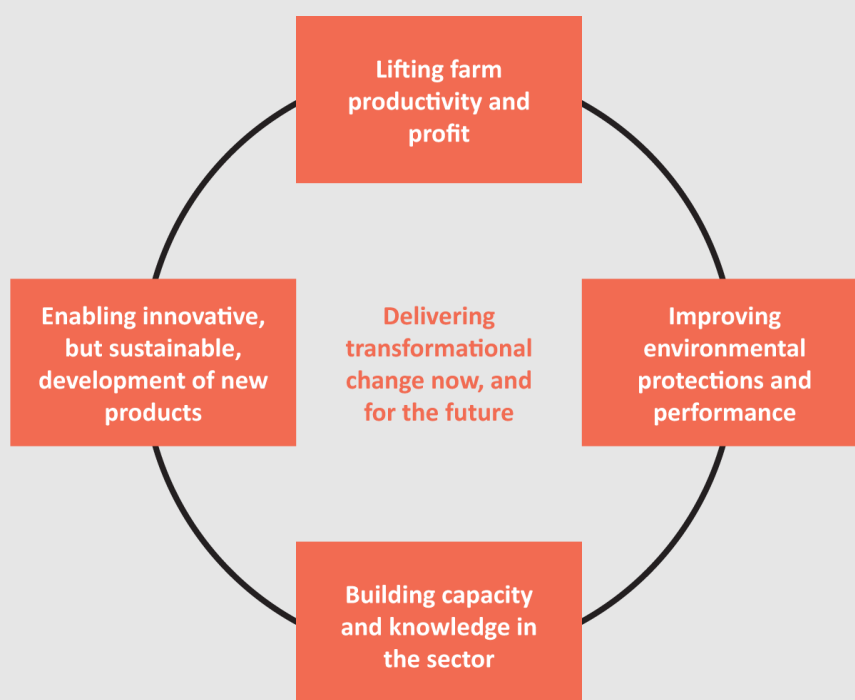 Lifting farm
productivity and
profit
Enabling innovative,
but sustainable,
development of new
products
Delivering
transformational
change now, and
for the future
Improving
environmental
protections and
performance
Building capacity
and knowledge in
the sector